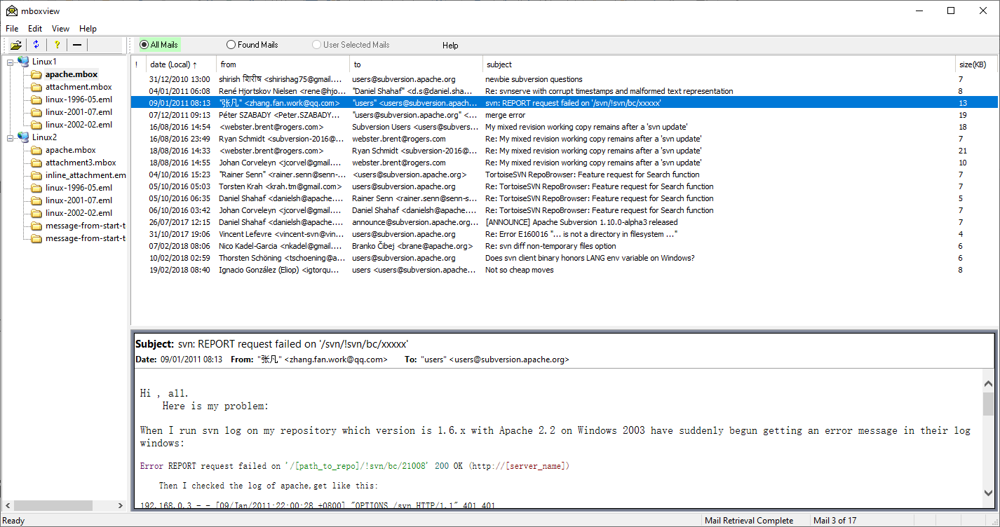 mboxview
File Edit View Help
All Mails Found Mails User Selected Mails Help
Linux1
apache.mbox
attachment.mbox
linux-1996-05.eml
linux-2001-07.eml
linux-2002-02.eml
Linux2
apache.mbox
attachment3.mbox
inline_attachment.em
linux-1996-05.eml
linux-2001-07.eml
linux-2002-02.eml
message-from-start-t
message-from-start-t
! date (Local) ↑ from to subject size(KB)
31/12/2010 13:00 shirish शिरीष <shirishag75@gmail.... users@subversion.apache.org newbie subversion questions 7
04/01/2011 06:08 René Hjortskov Nielsen <rene@hjo... "Daniel Shahaf" <d.s@daniel.sha... Re: svnserve with corrupt timestamps and malformed text representation 8
09/01/2011 08:13 "张凡" <zhang.fan.work@qq.com> "users" <users@subversion.apach... svn: REPORT request failed on '/svn/!svn/bc/xxxxx' 13
07/12/2011 09:13 Péter SZABADY <Peter.SZABADY... "users@subversion.apache.org" <... merge error 19
16/08/2016 14:54 <webster.brent@rogers.com> Subversion Users <users@subvers... My mixed revision working copy remains after a 'svn update' 18
16/08/2016 23:49 Ryan Schmidt <subversion-2016@... webster.brent@rogers.com Re: My mixed revision working copy remains after a 'svn update' 7
18/08/2016 14:33 <webster.brent@rogers.com> Ryan Schmidt <subversion-2016@... Re: My mixed revision working copy remains after a 'svn update' 21
18/08/2016 14:55 Johan Corveleyn <jcorvel@gmail.... webster.brent@rogers.com Re: My mixed revision working copy remains after a 'svn update' 10
04/10/2016 15:23 "Rainer Senn" <rainer.senn@senn-... <users@subversion.apache.org> TortoiseSVN RepoBrowser: Feature request for Search function 7
05/10/2016 05:03 Torsten Krah <krah.tm@gmail.com> users@subversion.apache.org Re: TortoiseSVN RepoBrowser: Feature request for Search function 7
05/10/2016 06:35 Daniel Shahaf <danielsh@apache.... Rainer Senn <rainer.senn@senn-s... Re: TortoiseSVN RepoBrowser: Feature request for Search function 5
06/10/2016 03:42 Johan Corveleyn <jcorvel@gmail.... Daniel Shahaf <danielsh@apache.... Re: TortoiseSVN RepoBrowser: Feature request for Search function 7
26/07/2017 12:15 Daniel Shahaf <danielsh@apache.... announce@subversion.apache.org,... [ANNOUNCE] Apache Subversion 1.10.0-alpha3 released 7
31/10/2017 19:06 Vincent Lefevre <vincent-svn@vin... users@subversion.apache.org Re: Error E160016 "... is not a directory in filesystem ..." 4
07/02/2018 08:06 Nico Kadel-Garcia <nkadel@gmail.... Branko Čibej <brane@apache.org> Re: svn diff non-temporary files option 6
10/02/2018 02:59 Thorsten Schöning <tschoening@a... users@subversion.apache.org Does svn client binary honors LANG env variable on Windows? 6
19/02/2018 08:40 Ignacio González (Eliop) <igtorqu... users <users@subversion.apache.... Not so cheap moves 8
Subject: svn: REPORT request failed on '/svn/!svn/bc/xxxxx'
Date: 09/01/2011 08:13 From: "张凡" <zhang.fan.work@qq.com> To: "users" <users@subversion.apache.org>
Hi , all.
Here is my problem:
When I run svn log on my repository which version is 1.6.x with Apache 2.2 on Windows 2003 have suddenly begun getting an error message in their log
windows:
Error REPORT request failed on '/[path_to_repo]/!svn/bc/21008' 200 OK (http://[server_name])
Then I checked the log of apache,get like this:
192.168.0.3 - - [09/Jan/2011:22:00:28 +0800] "OPTIONS /svn HTTP/1.1" 401 401
Ready Mail Retrieval Complete Mail 3 of 17